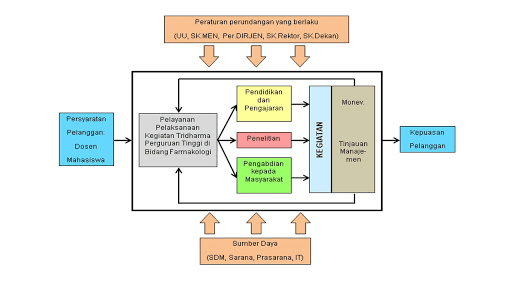 Peraturan perundangan yang berlaku
(UU, SK.MEN, Per.DIRJEN, SK.Rektor, SK.Dekan)
Persyaratan
Pelanggan:
Dosen
Mahasiswa
Pelayanan
Pelaksanaan
Kegiatan Tridharma
Perguruan Tinggi di
Bidang Farmakologi
Pendidikan
dan
Pengajaran
Penelitian
Pengabdian
kepada
Masyarakat
KEGIATAN
Monev.
Tinjauan
Manaje-
men
Kepuasan
Pelanggan
Sumber Daya
(SDM, Sarana, Prasarana, IT)